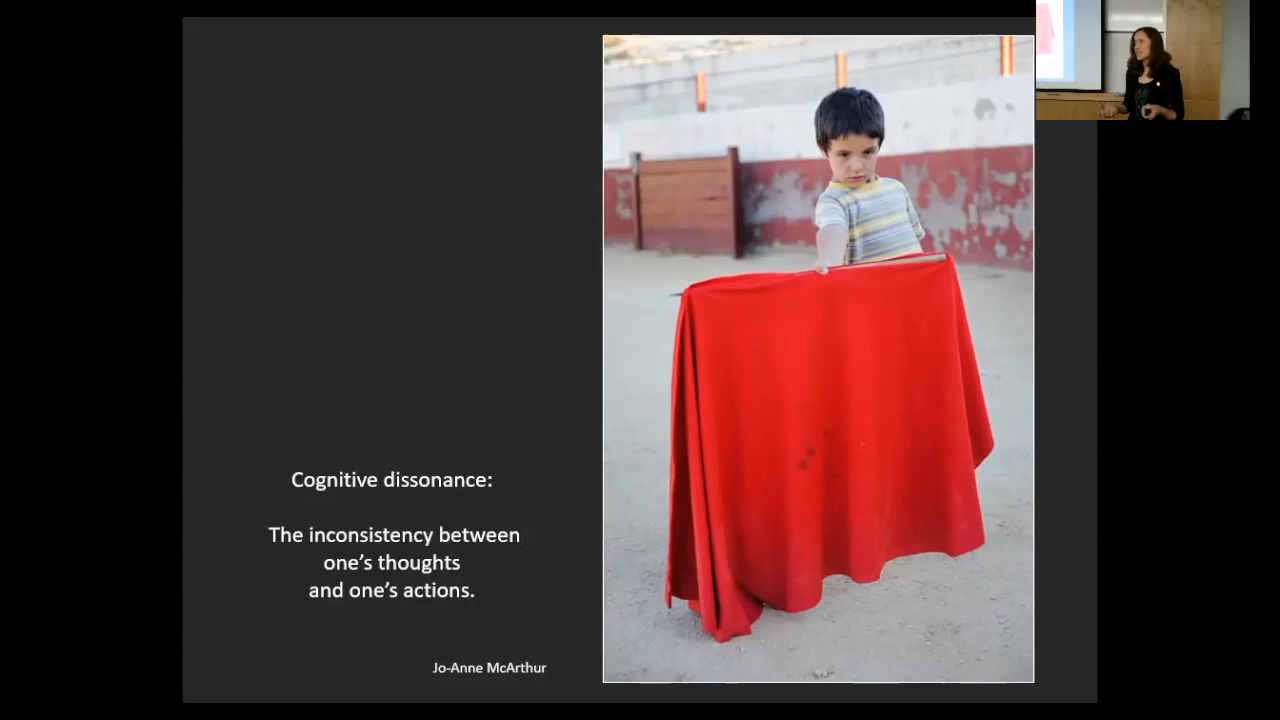 Cognitive dissonance:
The inconsistency between
one’s thoughts
and one’s actions.
Jo-Anne McArthur